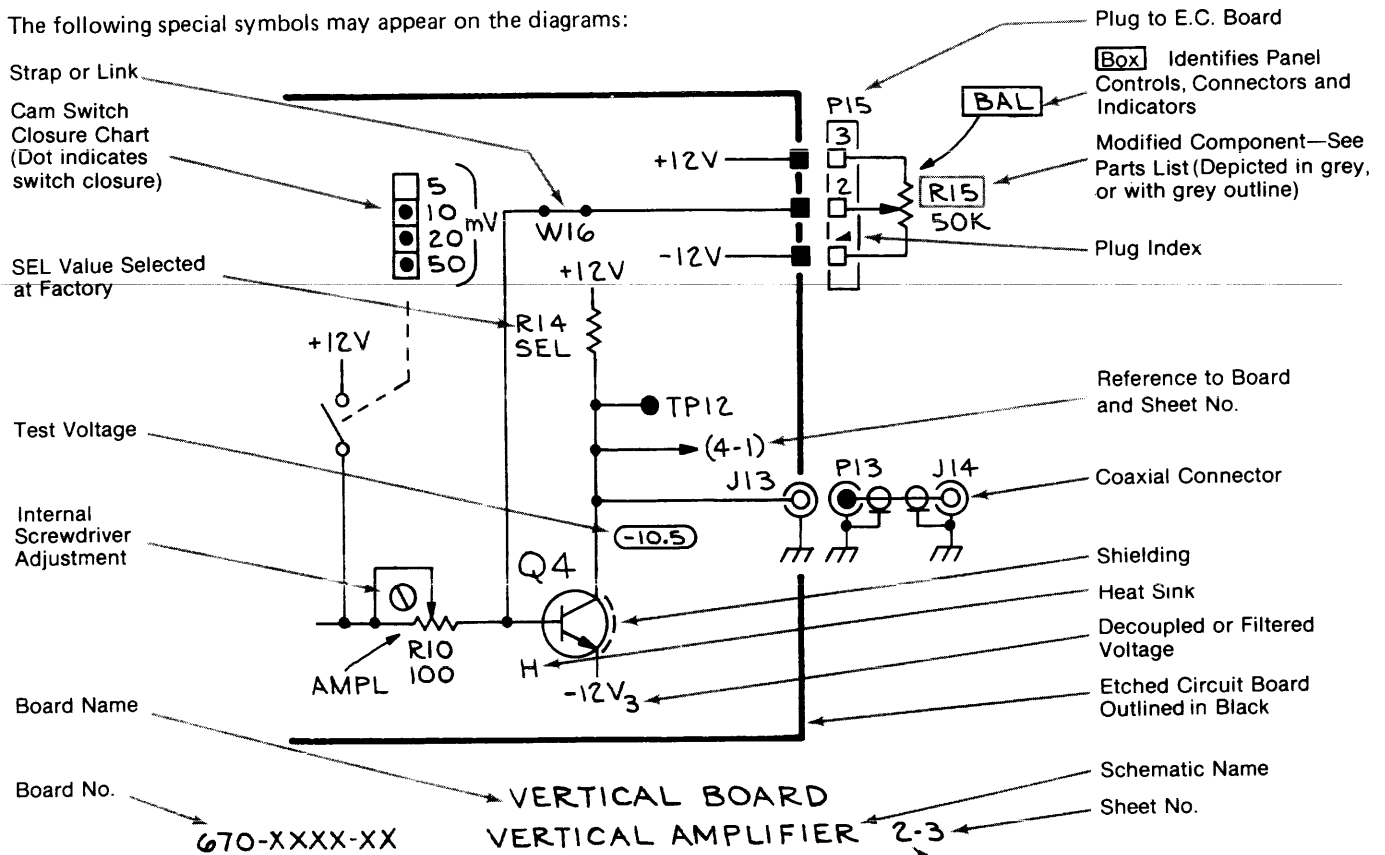 The following special symbols may appear on the diagrams:
Strap or Link
Cam Switch
Closure Chart
(Dot indicates
switch closure)
SEL Value Selected
at Factory
Test Voltage
Internal
Screwdriver
Adjustment
Board Name
Board No.
5
10
20
50
mV
+12V
W16
+12V
-12V
+12V
R14
SEL
TP12
(4-1)
J13
-10.5
Q4
R10
100
AMPL
H
-12V3
P15
3
2
BAL
R15
50K
P13
J14
VERTICAL BOARD
670-XXXX-XX
VERTICAL AMPLIFIER 2-3
Plug to E.C. Board
Box Identifies Panel
Controls, Connectors and
Indicators
Modified Component—See
Parts List (Depicted in grey,
or with grey outline)
Plug Index
Reference to Board
and Sheet No.
Coaxial Connector
Shielding
Heat Sink
Decoupled or Filtered
Voltage
Etched Circuit Board
Outlined in Black
Schematic Name
Sheet No.